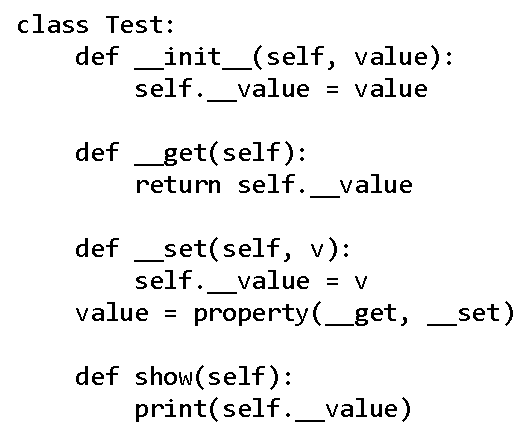 class Test:
    def __init__(self, value):
        self.__value = value

    def __get(self):
        return self.__value

    def __set(self, v):
        self.__value = v
    value = property(__get, __set)

    def show(self):
        print(self.__value)